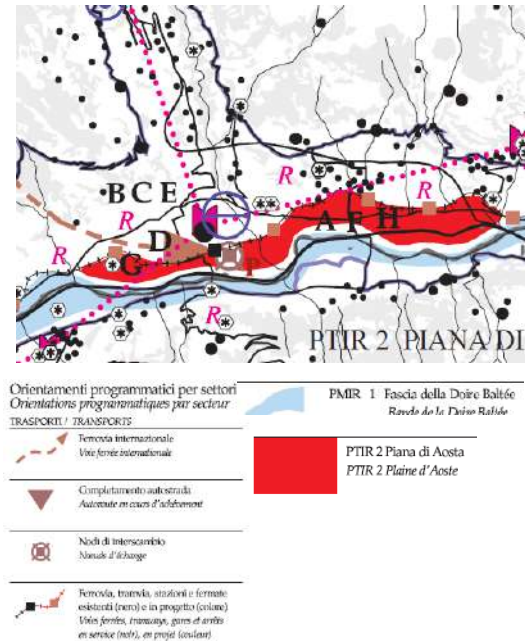 R
B C E
R
R
D
A F H
R
G
P
R
PTIR 2 PIANA DI
Orientamenti programmatici per settori
Orientations programmatiques par secteur
TRASPORTI / TRANSPORTS
Ferrovia internazionale
Voie ferrée internationale
Completamento autostrada
Autoroute en cours d'achèvement
Nodi di interscambio
Noeuds d'échange
Ferrovia, tramvia, stazioni e fermate
esistenti (nero) e in progetto (colore)
Voies ferrées, tramways, gares et arrêts
en service (noir), en projet (couleur)
PMIR 1 Fascia della Doire Baltée
Bande de la Doire Baltée
PTIR 2 Piana di Aosta
PTIR 2 Plaine d'Aoste